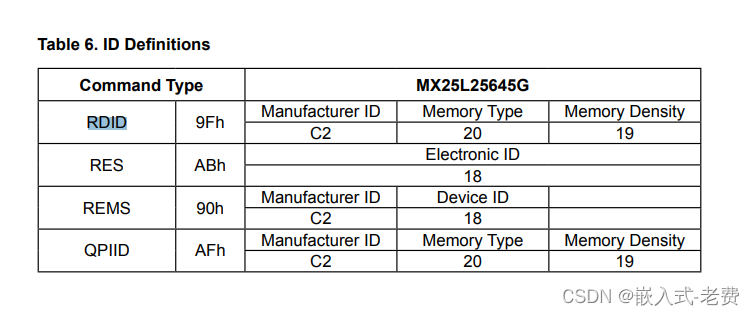 Table 6. ID Definitions
Command Type MX25L25645G
RDID 9Fh Manufacturer ID Memory Type Memory Density
C2 20 19
RES ABh Electronic ID
18
REMS 90h Manufacturer ID Device ID
C2 18
QPIID AFh Manufacturer ID Memory Type Memory Density
C2 20 19
CSDN @嵌入式-老费